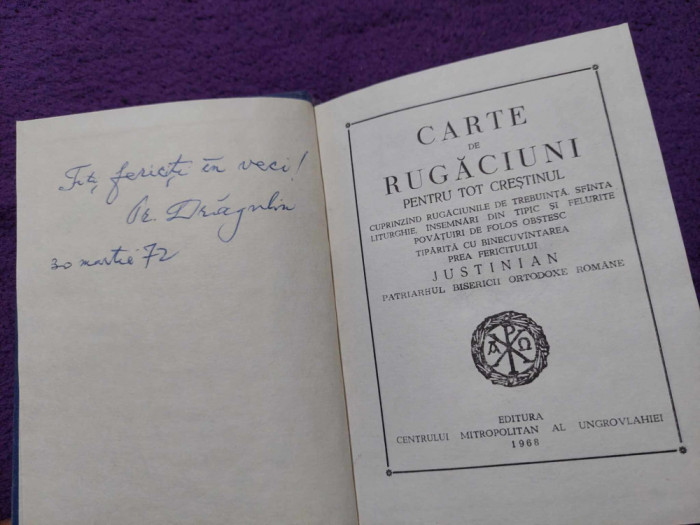 Fiți fericiți în veci!
Pr. Drăgulin
30 martie 72
CARTE
DE
RUGĂCIUNI
PENTRU TOT CREȘTINUL
CUPRINZÎND RUGĂCIUNILE DE TREBUINȚĂ, SFÎNTA
LITURGHIE, ÎNSEMNĂRI DIN TIPIC ȘI FELURITE
POVĂȚUIRI DE FOLOS OBȘTESC
TIPĂRITĂ CU BINECUVÎNTAREA
PREA FERICITULUI
JUSTINIAN
PATRIARHUL BISERICII ORTODOXE ROMÂNE
Α Ρ Ω
EDITURA
CENTRULUI MITROPOLITAN AL UNGROVLAHIEI
1968